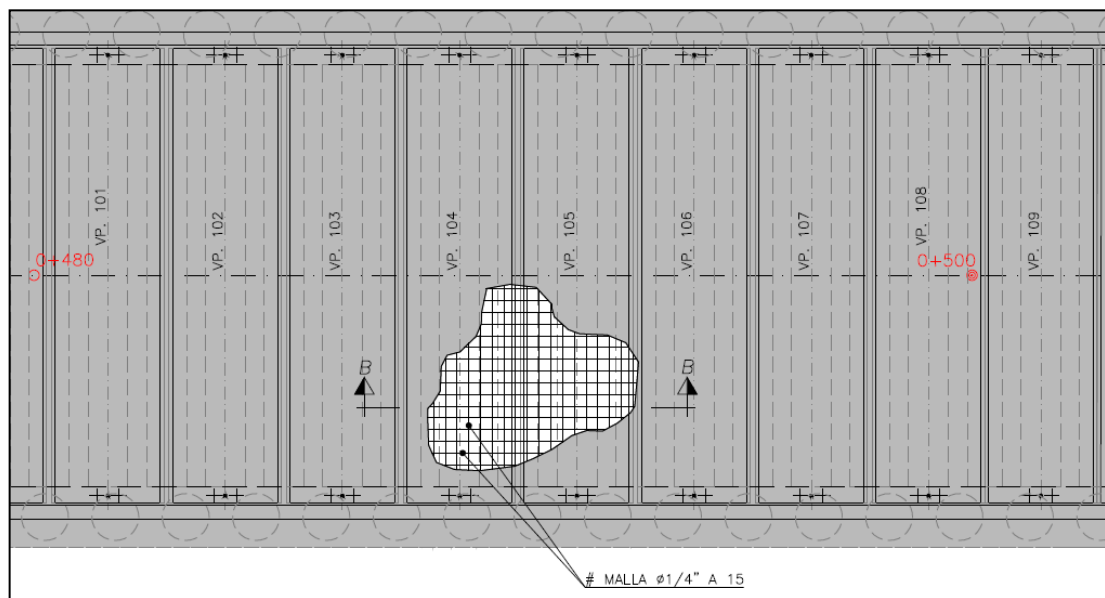 VP. 101
VP. 102
VP. 103
VP. 104
VP. 105
VP. 106
VP. 107
VP. 108
VP. 109
0+480
0+500
B
B
# MALLA ø1/4" A 15